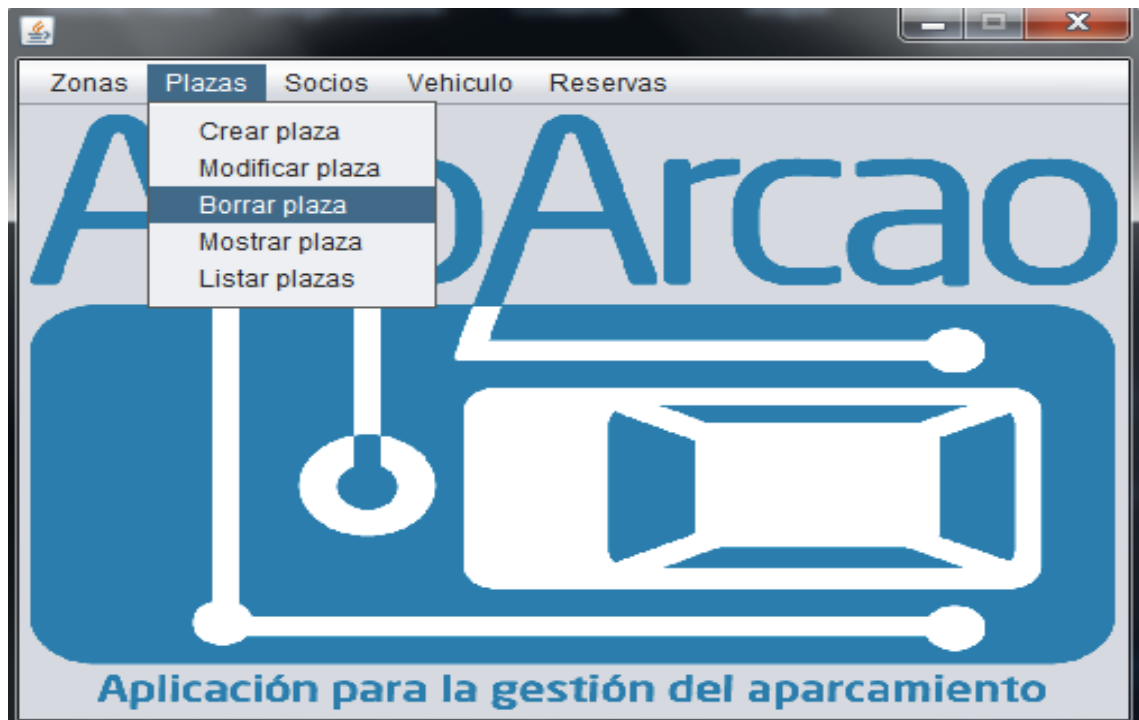 Zonas Plazas Socios Vehiculo Reservas
Crear plaza
Modificar plaza
Borrar plaza
Mostrar plaza
Listar plazas
Aplicación para la gestión del aparcamiento